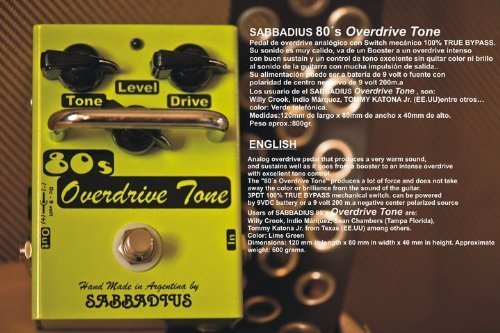 SABBADIUS 80´s Overdrive Tone
Pedal de overdrive analógico con Switch mecánico 100% TRUE BYPASS.
Su sonido es muy calido, va de un Booster a un overdrive intenso
con buen sustain y un control de tono excelente sin quitar color ni brillo
al sonido de la guitarra con mucha impulsión de salida..
Su alimentación puede ser a batería de 9 volt o fuente con
polaridad de centro negativo de 9 volt 200m.a
Los usuario de el SABBADIUS Overdrive Tone , son:
Willy Crook, Indio Márquez, TOMMY KATONA Jr. (EE.UU)entre otros...
color: Verde telefónica.
Medidas:120mm de largo x 80mm de ancho x 40mm de alto.
Peso aprox.:800gr.
ENGLISH
Analog overdrive pedal that produces a very warm sound,
and sustain well as it goes from a booster to an intense overdrive
with excellent tone control.
The "80´s Overdrive Tone" produces a lot of force and does not take
away the color or brilliance from the sound of the guitar.
3PDT 100% TRUE BYPASS mechanical switch, can be powered
by 9VDC battery or a 9 volt 200 m.a negative center polarized source
Users of SABBADIUS 80´s Overdrive Tone are:
Willy Crook, Indio Márquez, Sean Chambers (Tampa Florida),
Tommy Katona Jr. from Texas (EE.UU) among others.
Color: Lime Green
Dimensions: 120 mm in length x 80 mm in width x 40 mm in height. Approximate
weight: 600 grams.
Level
Tone
Drive
80s
Overdrive Tone
Dc - 9 volt
Out
In
Hand Made in Argentina by
SABBADIUS